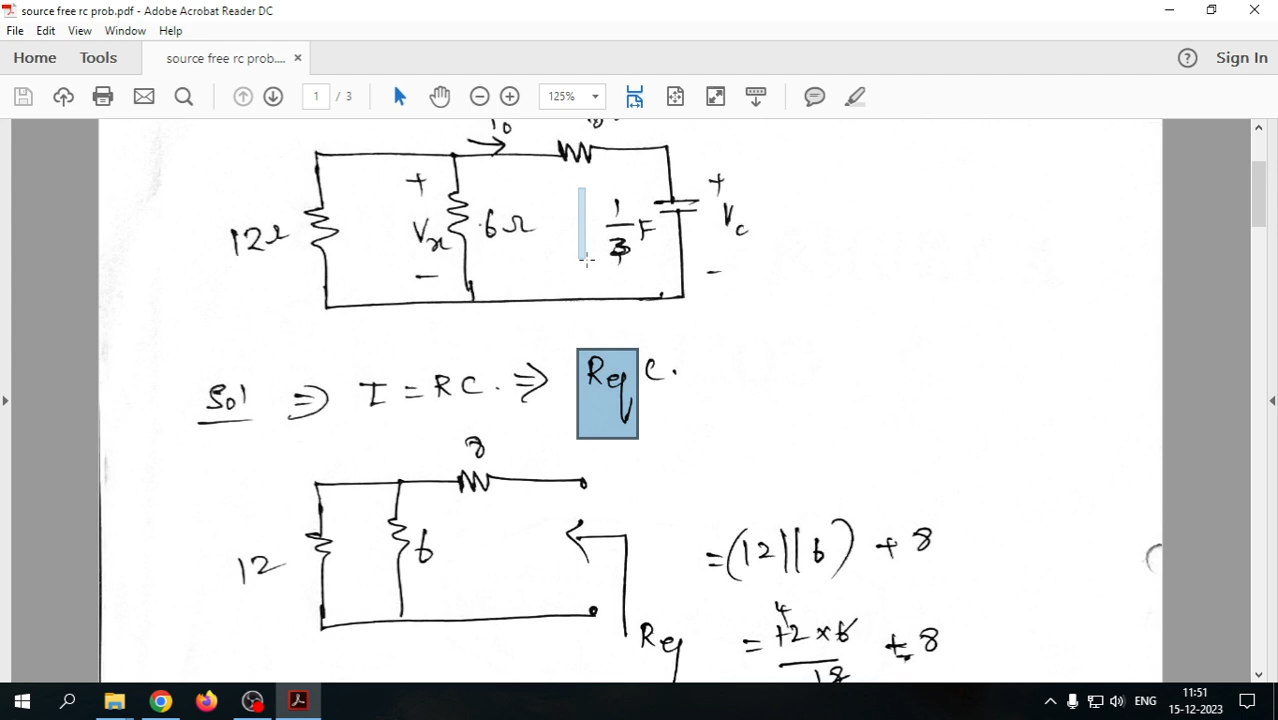 source free rc prob.pdf - Adobe Acrobat Reader DC
File Edit View Window Help
Home Tools source free rc prob.... × Sign In
1 / 3 125%
+ +
12Ω Vx 6Ω 1/3 F Vc
- -
Sol ⇒ T = RC. ⇒ Req C.
8
12 6 = (12||6) + 8
4
Req = 12 × 6 + 8
18
ENG 11:51
15-12-2023